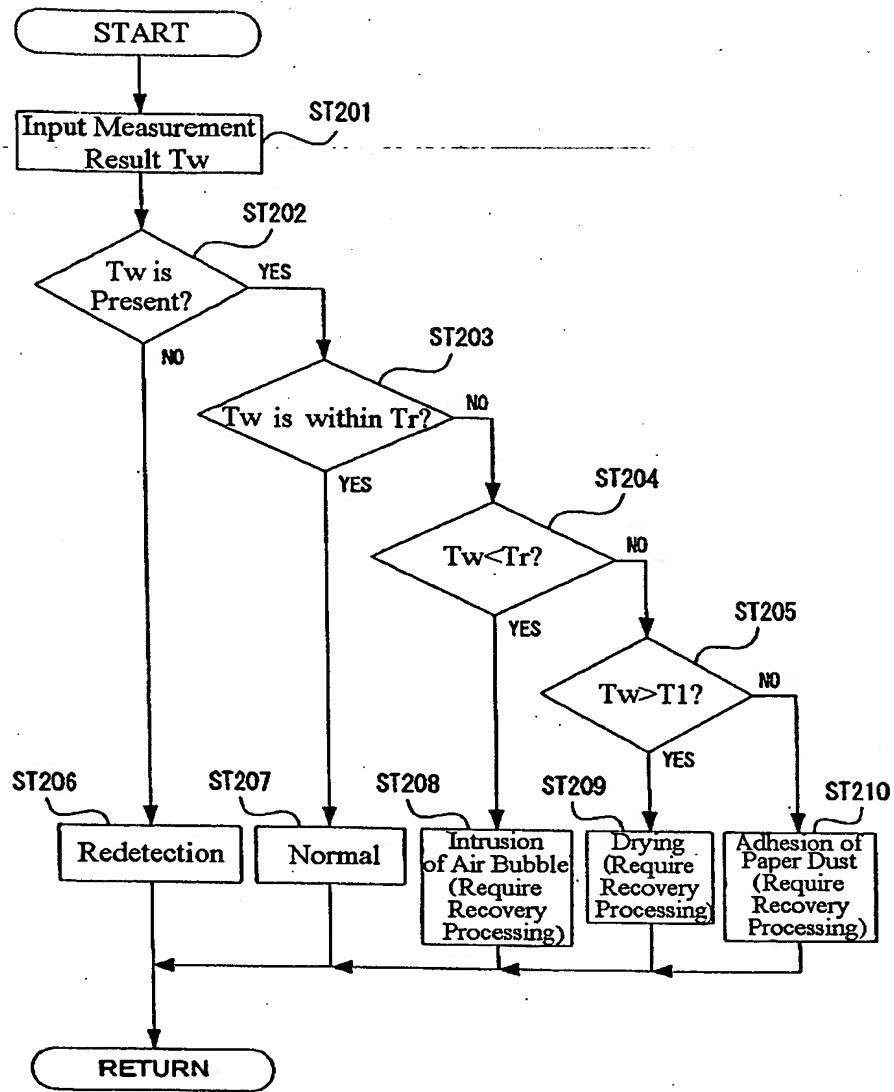 START
ST201
Input Measurement
Result Tw
ST202
Tw is
Present?
YES
NO
ST203
Tw is within Tr?
NO
YES
ST204
Tw<Tr?
NO
YES
ST205
Tw>T1?
NO
YES
ST206
Redetection
ST207
Normal
ST208
Intrusion
of Air Bubble
(Require
Recovery
Processing)
ST209
Drying
(Require
Recovery
Processing)
ST210
Adhesion of
Paper Dust
(Require
Recovery
Processing)
RETURN